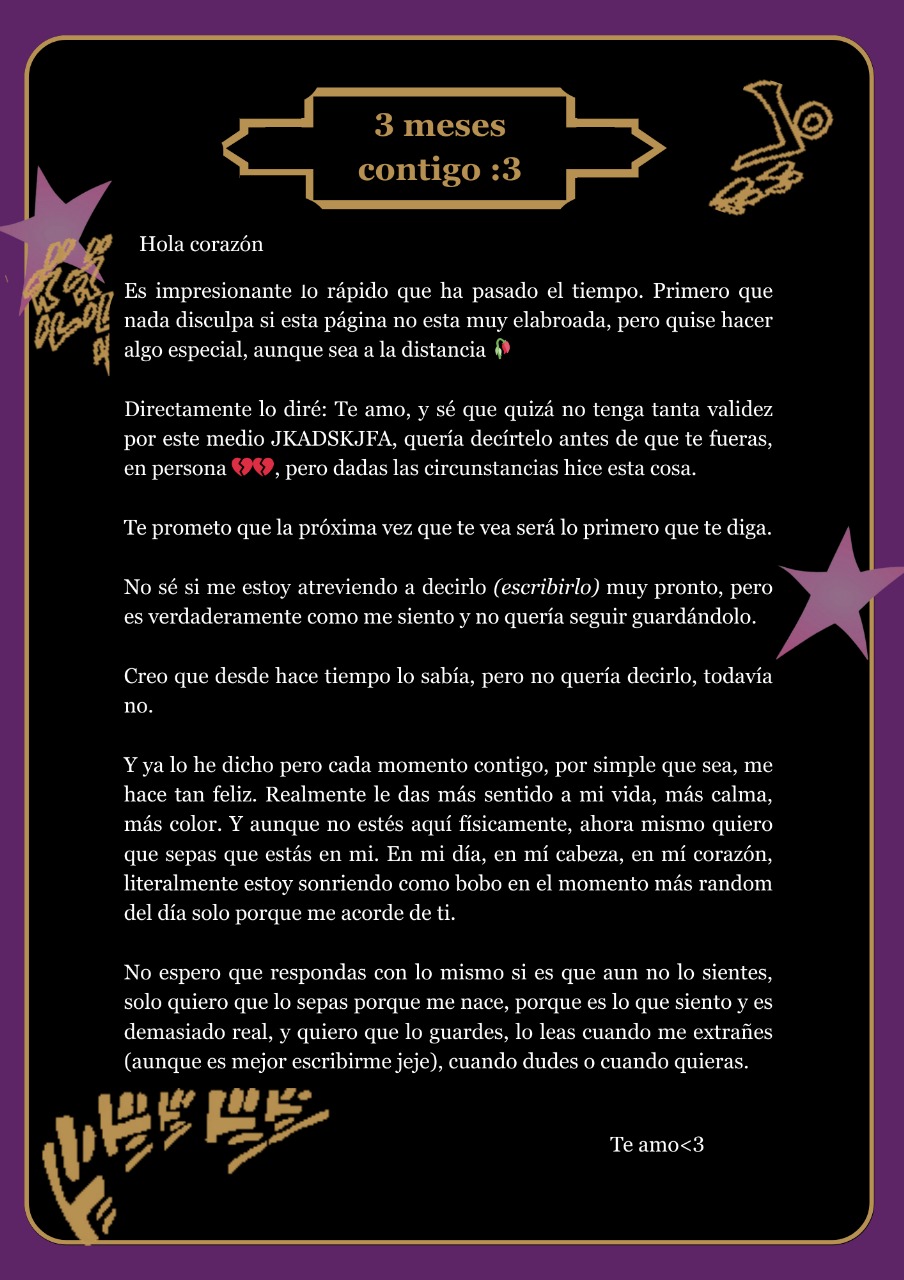 3 meses
contigo :3
Hola corazón
Es impresionante lo rápido que ha pasado el tiempo. Primero que
nada disculpa si esta página no esta muy elabroada, pero quise hacer
algo especial, aunque sea a la distancia 🥀
Directamente lo diré: Te amo, y sé que quizá no tenga tanta validez
por este medio JKADSKJFA, quería decírtelo antes de que te fueras,
en persona 💔💔, pero dadas las circunstancias hice esta cosa.
Te prometo que la próxima vez que te vea será lo primero que te diga.
No sé si me estoy atreviendo a decirlo (escribirlo) muy pronto, pero
es verdaderamente como me siento y no quería seguir guardándolo.
Creo que desde hace tiempo lo sabía, pero no quería decirlo, todavía
no.
Y ya lo he dicho pero cada momento contigo, por simple que sea, me
hace tan feliz. Realmente le das más sentido a mi vida, más calma,
más color. Y aunque no estés aquí físicamente, ahora mismo quiero
que sepas que estás en mi. En mi día, en mí cabeza, en mí corazón,
literalmente estoy sonriendo como bobo en el momento más random
del día solo porque me acorde de ti.
No espero que respondas con lo mismo si es que aun no lo sientes,
solo quiero que lo sepas porque me nace, porque es lo que siento y es
demasiado real, y quiero que lo guardes, lo leas cuando me extrañes
(aunque es mejor escribirme jeje), cuando dudes o cuando quieras.
Te amo<3